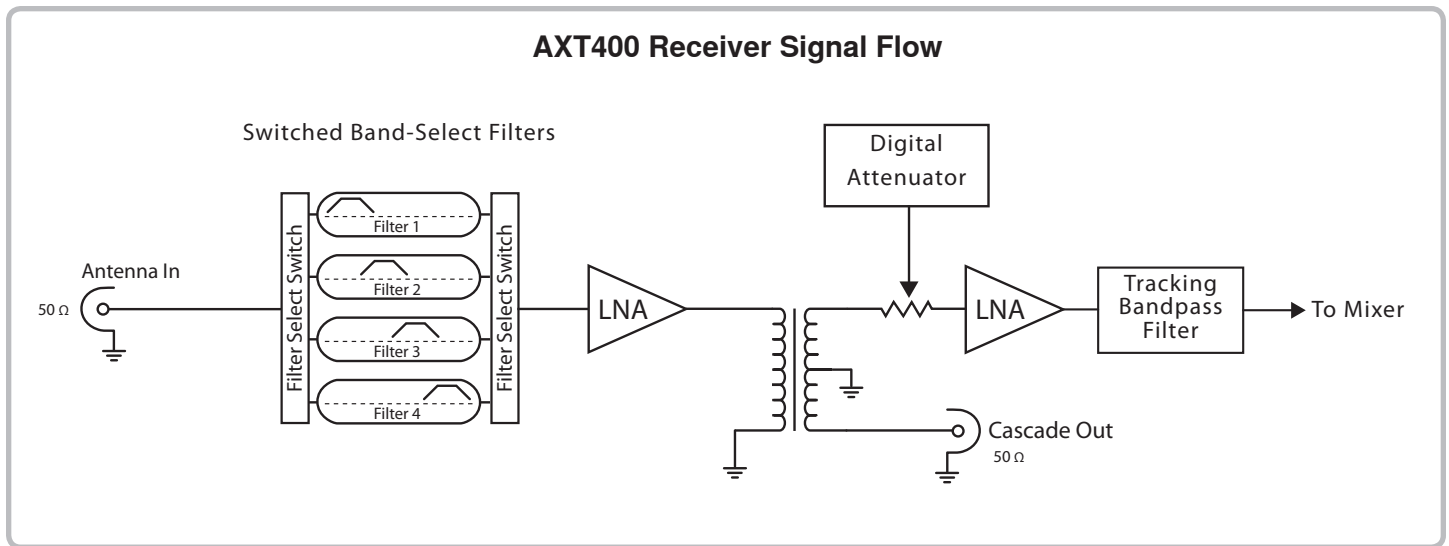 AXT400 Receiver Signal Flow
Switched Band-Select Filters
Digital
Attenuator
Antenna In
50 Ω
Filter Select Switch
Filter 1
Filter 2
Filter 3
Filter 4
Filter Select Switch
LNA
LNA
Tracking
Bandpass
Filter
To Mixer
Cascade Out
50 Ω